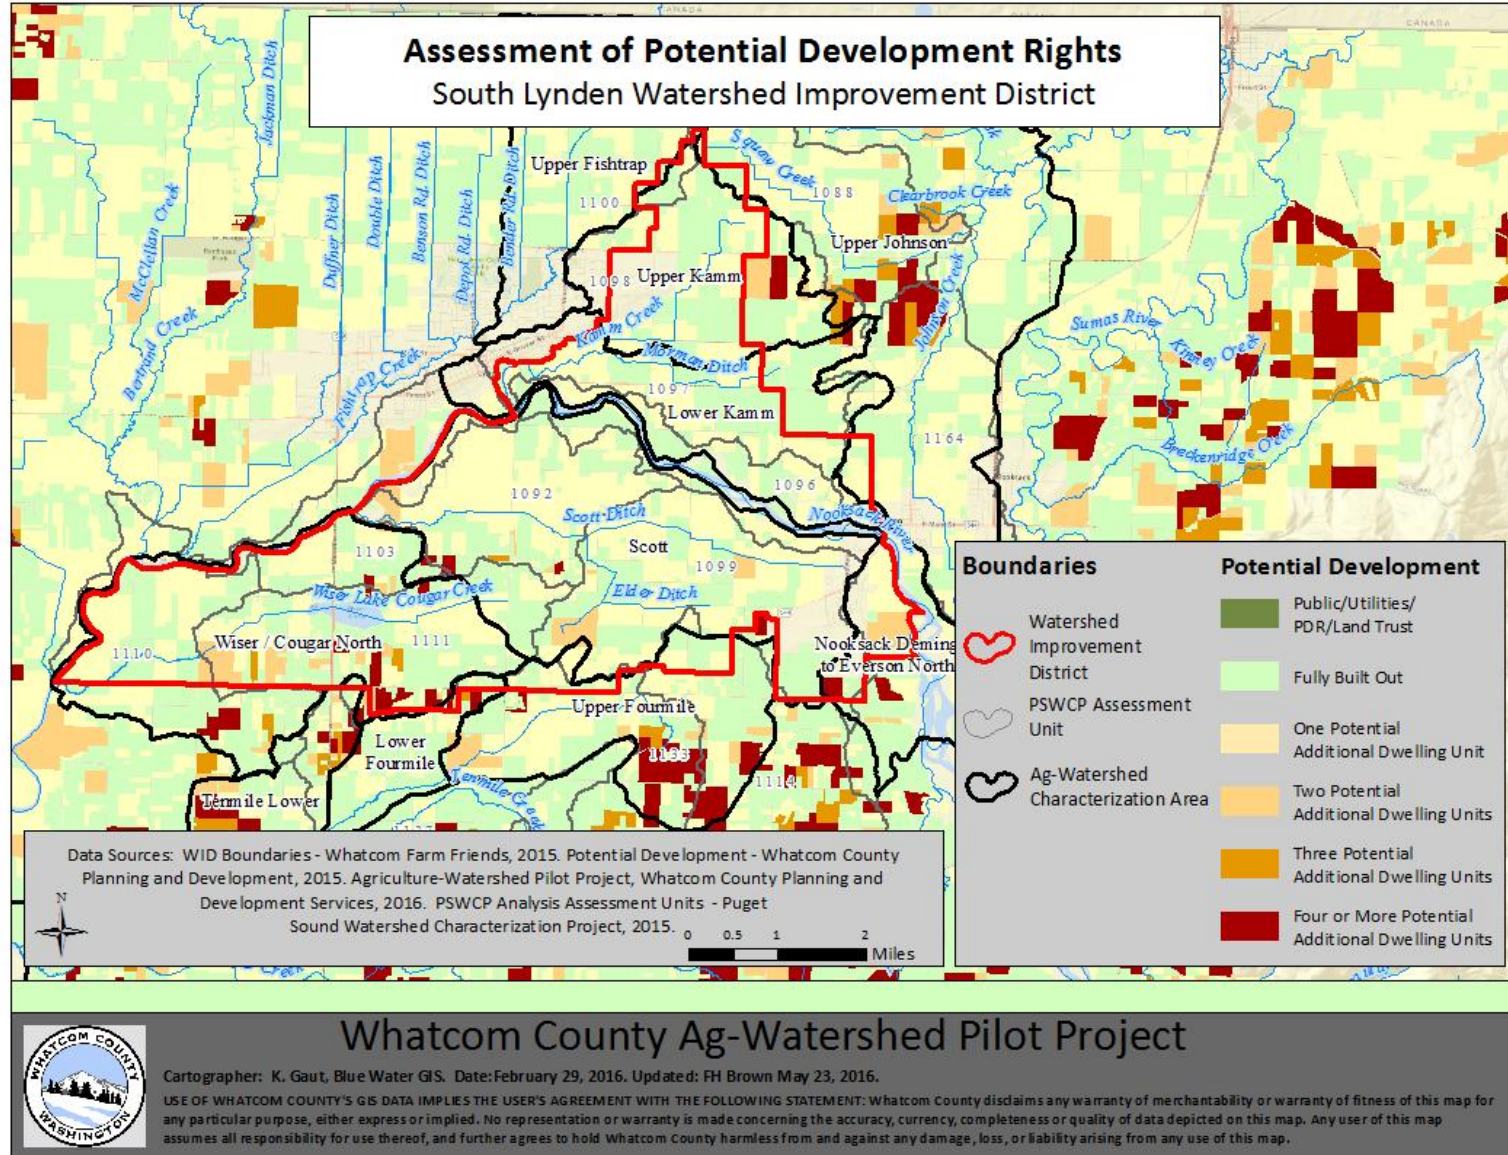 CANADA
CANADA
Assessment of Potential Development Rights
South Lynden Watershed Improvement District
Jackman Ditch
McClellan Creek
Bertrand Creek
Duffner Ditch
Double Ditch
Benson Rd. Ditch
Depot Rd. Ditch
Bender Rd. Ditch
Fishtrap Creek
Upper Fishtrap
1100
Squaw Creek
1088
Clearbrook Creek
Upper Johnson
1098
Upper Kamm
Kamm Creek
Mormon Ditch
Johnson Creek
Sumas River
Kinney Creek
Breckenridge Creek
1097
Lower Kamm
1164
1096
Nooksack River
1092
Scott Ditch
Scott
1099
Elder Ditch
1103
Wiser Lake Cougar Creek
1110
Wiser / Cougar North
1111
Nooksack Deming
to Everson North
Upper Fourmile
Lower
Fourmile
1133
1114
Tenmile Creek
Tenmile Lower
Boundaries
Watershed
Improvement
District
PSWCP Assessment
Unit
Ag-Watershed
Characterization Area
Potential Development
Public/Utilities/
PDR/Land Trust
Fully Built Out
One Potential
Additional Dwelling Unit
Two Potential
Additional Dwelling Units
Three Potential
Additional Dwelling Units
Four or More Potential
Additional Dwelling Units
Data Sources: WID Boundaries - Whatcom Farm Friends, 2015. Potential Development - Whatcom County
Planning and Development, 2015. Agriculture-Watershed Pilot Project, Whatcom County Planning and
Development Services, 2016. PSWCP Analysis Assessment Units - Puget
Sound Watershed Characterization Project, 2015.
N
0 0.5 1 2
Miles
Creek
Whatcom County Ag-Watershed Pilot Project
WHATCOM COUNTY
WASHINGTON
Cartographer: K. Gaut, Blue Water GIS. Date:February 29, 2016. Updated: FH Brown May 23, 2016.
USE OF WHATCOM COUNTY'S GIS DATA IMPLIES THE USER'S AGREEMENT WITH THE FOLLOWING STATEMENT: Whatcom County disclaims any warranty of merchantability or warranty of fitness of this map for
any particular purpose, either express or implied. No representation or warranty is made concerning the accuracy, currency, completeness or quality of data depicted on this map. Any user of this map
assumes all responsibility for use thereof, and further agrees to hold Whatcom County harmless from and against any damage, loss, or liability arising from any use of this map.